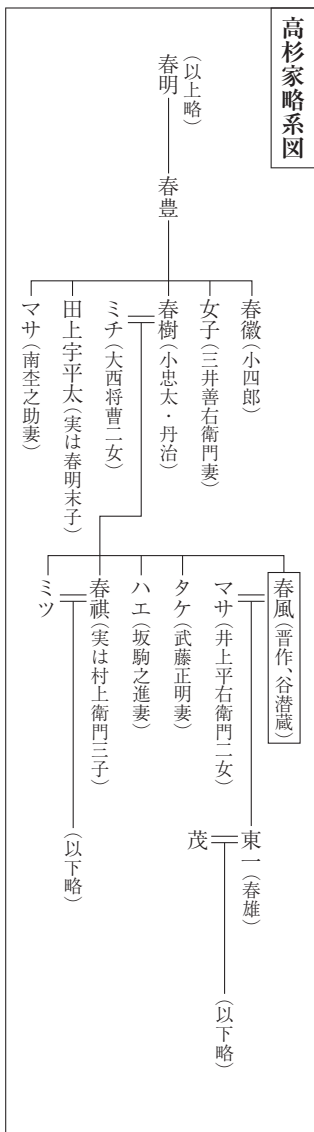 高杉家略系図
(以上略)
春明
春豊
春徽(小四郎)
女子(三井善右衛門妻)
春樹(小忠太・丹治)
ミチ(大西将曹二女)
田上宇平太(実は春明末子)
マサ(南杢之助妻)
春風(晋作、谷潜蔵)
マサ(井上平右衛門二女)
タケ(武藤正明妻)
ハエ(坂駒之進妻)
春祺(実は村上衛門三子)
ミツ
東一(春雄)
茂
(以下略)
(以下略)